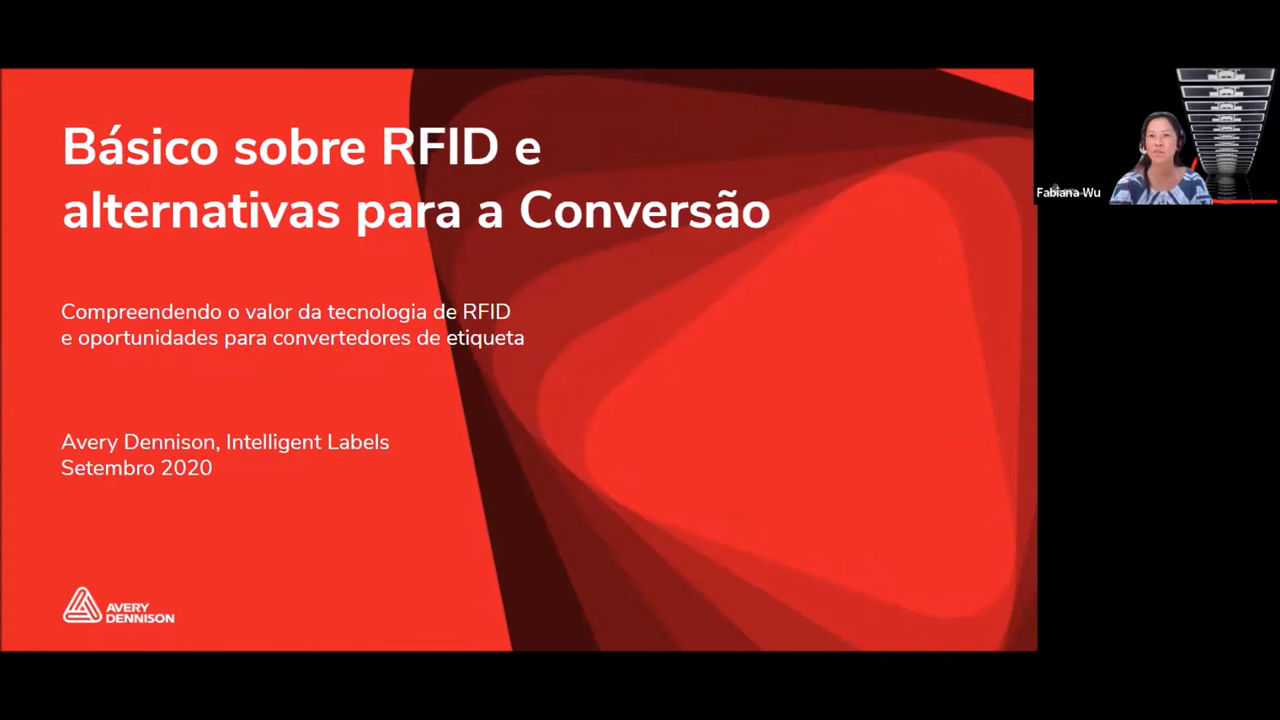 Básico sobre RFID e
alternativas para a Conversão
Compreendendo o valor da tecnologia de RFID
e oportunidades para convertedores de etiqueta
Avery Dennison, Intelligent Labels
Setembro 2020
AVERY
DENNISON
Fabiana Wu